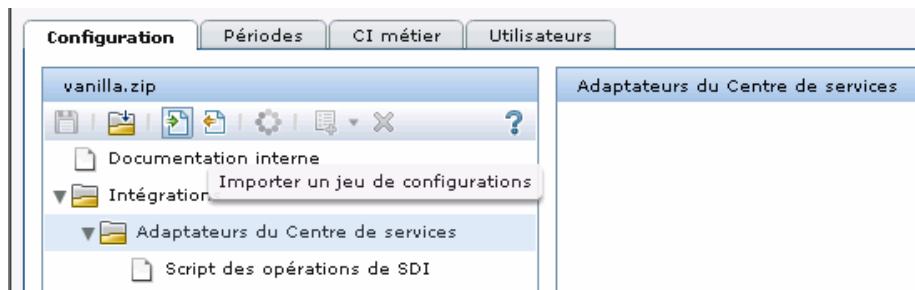 Configuration Périodes CI métier Utilisateurs
vanilla.zip Adaptateurs du Centre de services
?
Documentation interne
Importer un jeu de configurations
Intégration
Adaptateurs du Centre de services
Script des opérations de SDI